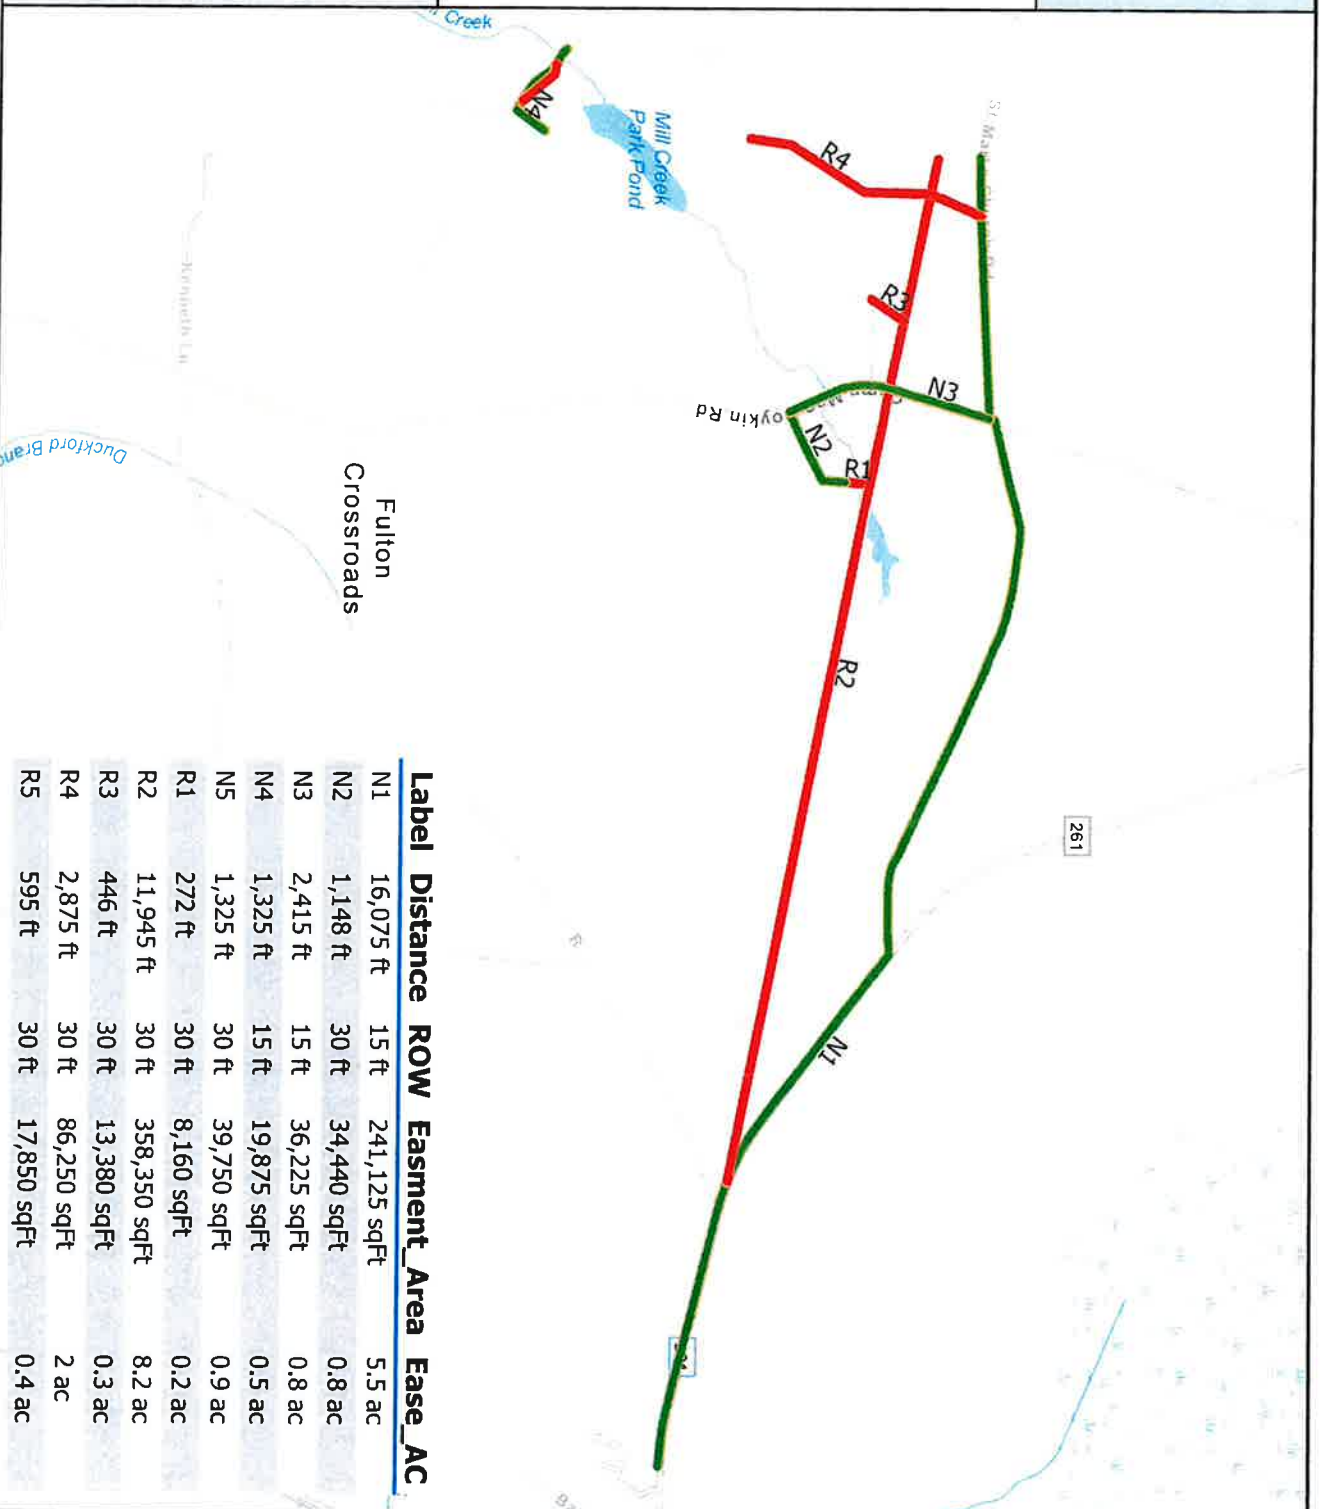 Creek
N4
Mill Creek
Park Pond
R4
R3
N3
oykin Rd
N2
R1
R2
261
N1
Kenneth Ln
Duckford Branc
Fulton
Crossroads
Label Distance ROW Easment_Area Ease_AC
N1 16,075 ft 15 ft 241,125 sqFt 5.5 ac
N2 1,148 ft 30 ft 34,440 sqFt 0.8 ac
N3 2,415 ft 15 ft 36,225 sqFt 0.8 ac
N4 1,325 ft 15 ft 19,875 sqFt 0.5 ac
N5 1,325 ft 30 ft 39,750 sqFt 0.9 ac
R1 272 ft 30 ft 8,160 sqFt 0.2 ac
R2 11,945 ft 30 ft 358,350 sqFt 8.2 ac
R3 446 ft 30 ft 13,380 sqFt 0.3 ac
R4 2,875 ft 30 ft 86,250 sqFt 2 ac
R5 595 ft 30 ft 17,850 sqFt 0.4 ac